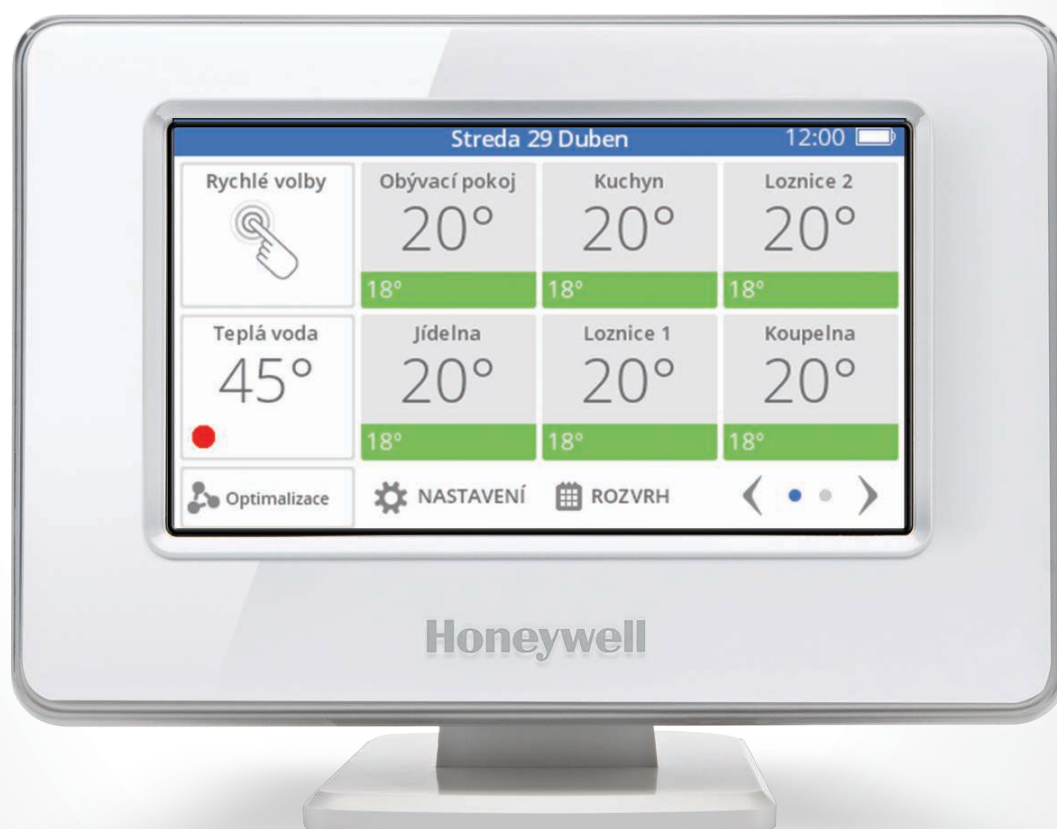 Streda 29 Duben 12:00
Rychlé volby
Obývací pokoj
20°
18°
Kuchyn
20°
18°
Loznice 2
20°
18°
Teplá voda
45°
Jídelna
20°
18°
Loznice 1
20°
18°
Koupelna
20°
18°
Optimalizace
NASTAVENÍ
ROZVRH
Honeywell